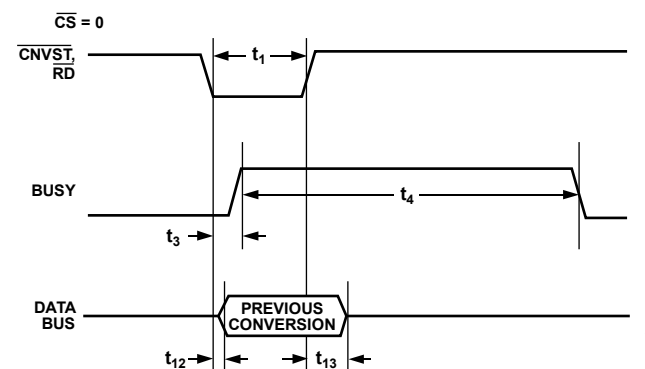 CS = 0
CNVST,
RD
t1
BUSY
t4
t3
DATA
BUS
PREVIOUS
CONVERSION
t12
t13